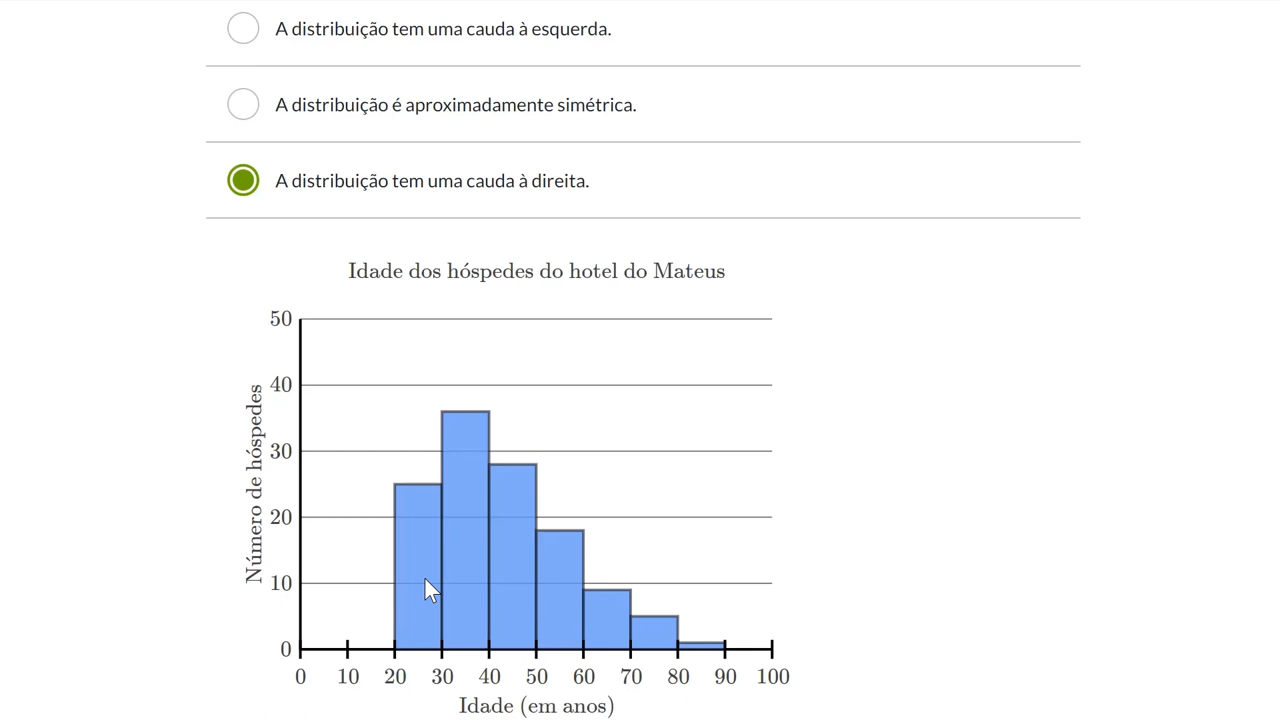 A distribuição tem uma cauda à esquerda.
A distribuição é aproximadamente simétrica.
A distribuição tem uma cauda à direita.
Idade dos hóspedes do hotel do Mateus
50
40
30
20
10
0
Número de hóspedes
0 10 20 30 40 50 60 70 80 90 100
Idade (em anos)